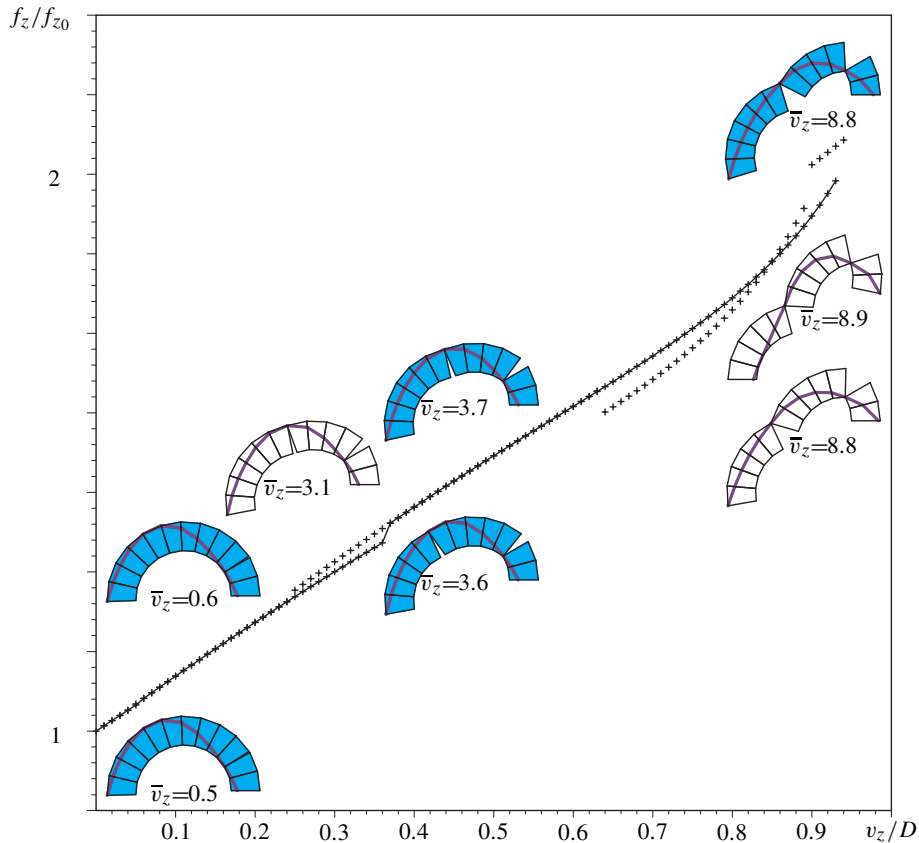 f_z/f_{z_0}
v̅_z=8.8
2
v̅_z=8.9
v̅_z=3.7
v̅_z=8.8
v̅_z=3.1
v̅_z=3.6
v̅_z=0.6
1
v̅_z=0.5
0.1 0.2 0.3 0.4 0.5 0.6 0.7 0.8 0.9 v_z/D